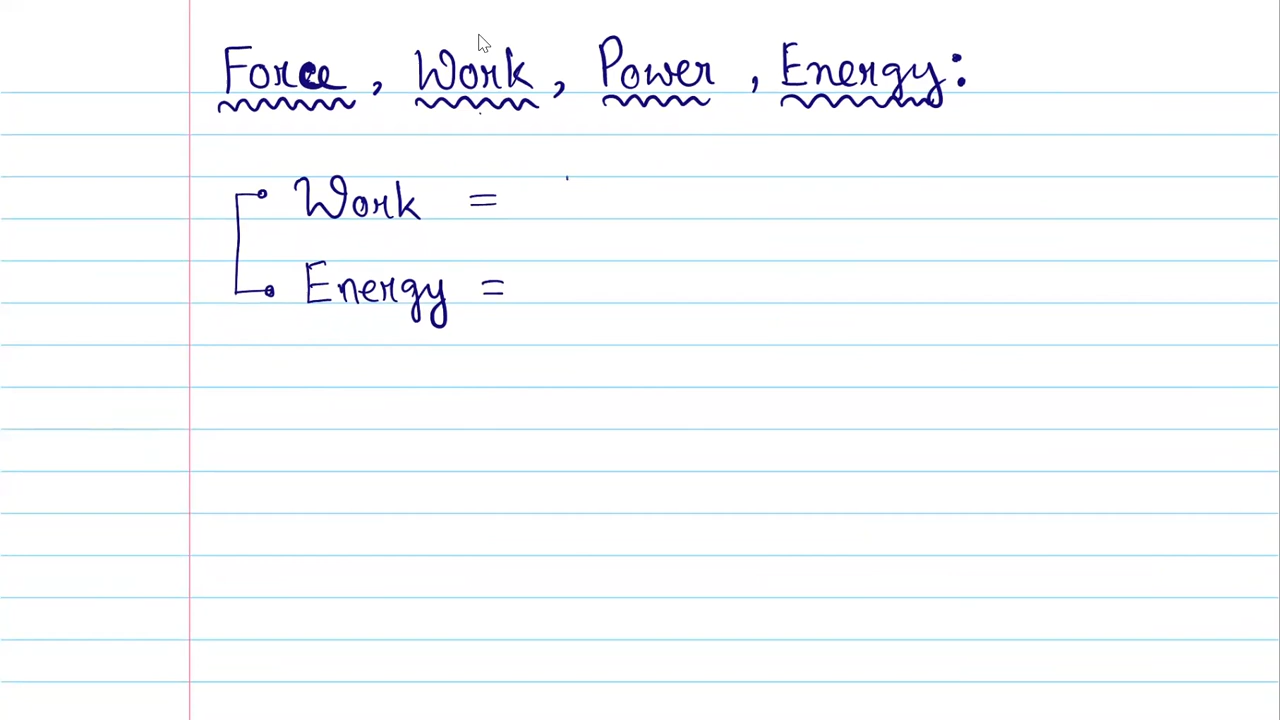 Force , Work , Power , Energy :
Work =
Energy =